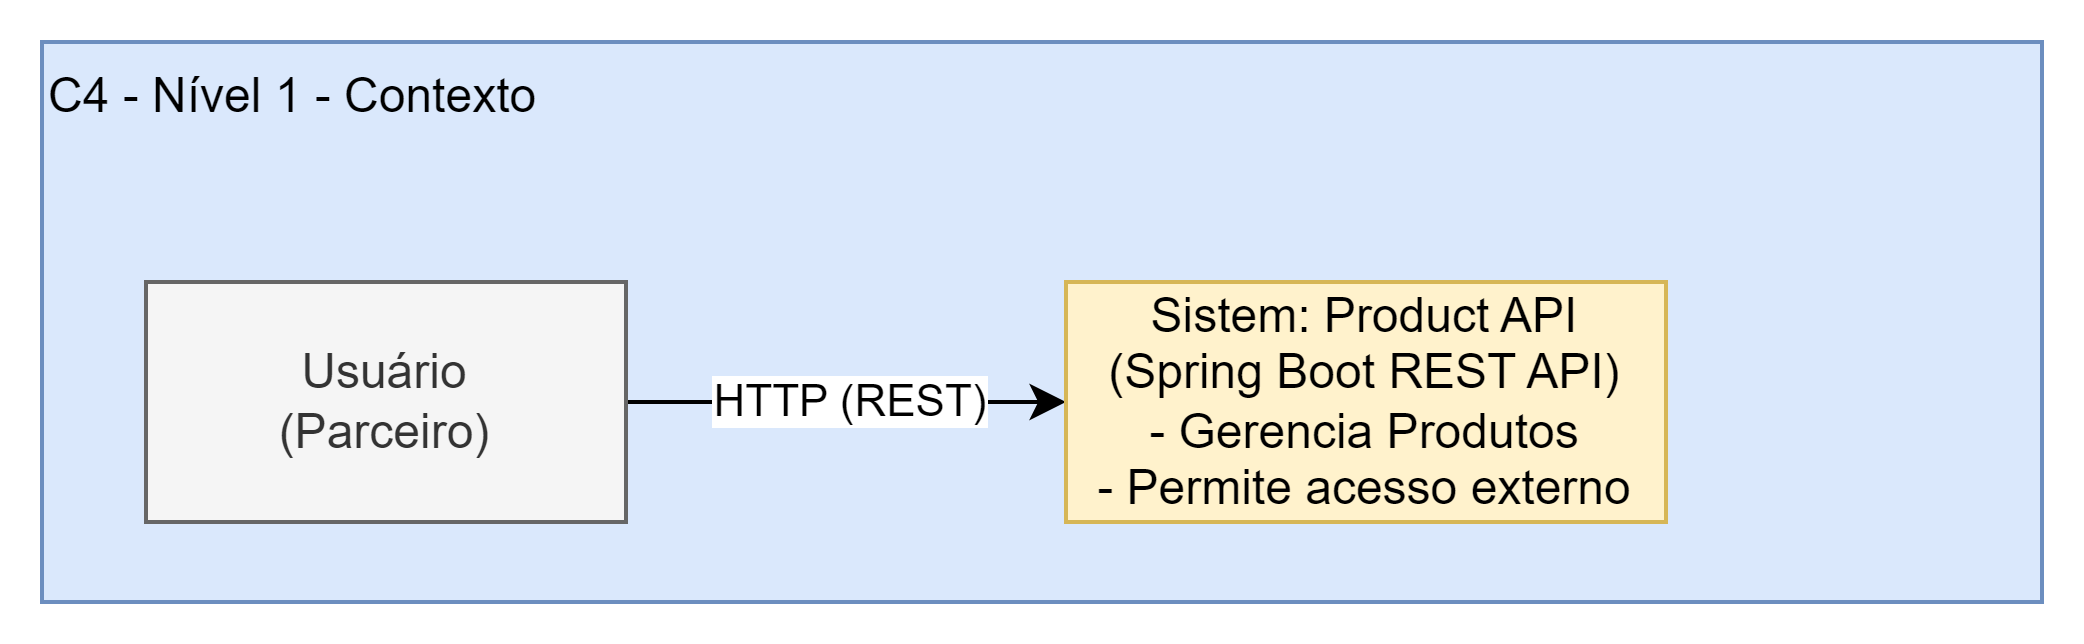 C4 - Nível 1 - Contexto
Usuário
(Parceiro)
HTTP (REST)
Sistem: Product API
(Spring Boot REST API)
- Gerencia Produtos
- Permite acesso externo